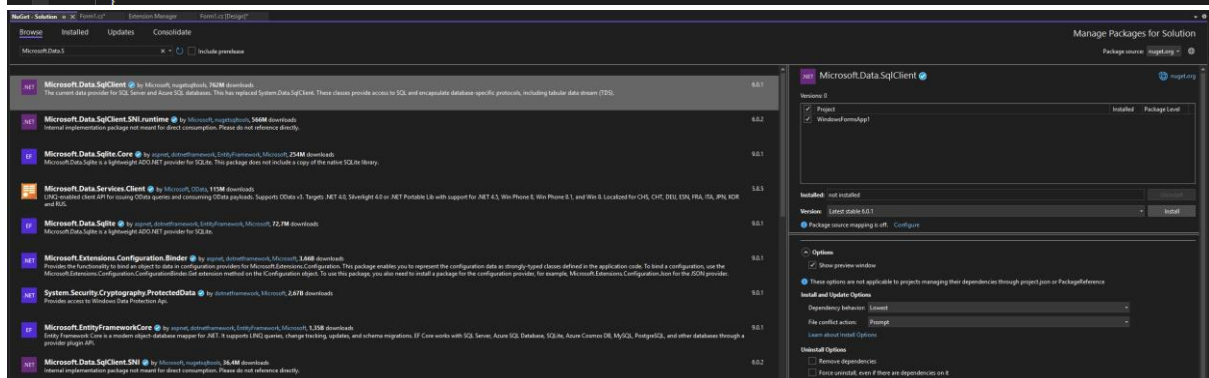 NuGet - Solution Form1.cs* Extension Manager Form1.cs [Design]*
Browse Installed Updates Consolidate
Manage Packages for Solution
Microsoft.Data.S
Include prerelease
Package source: nuget.org
Microsoft.Data.SqlClient by Microsoft, nugetsqltools, 762M downloads 6.0.1
The current data provider for SQL Server and Azure SQL databases. This has replaced System.Data.SqlClient. These classes provide access to SQL and encapsulate database-specific protocols, including tabular data stream (TDS).
Microsoft.Data.SqlClient.SNI.runtime by Microsoft, nugetsqltools, 566M downloads 6.0.2
Internal implementation package not meant for direct consumption. Please do not reference directly.
Microsoft.Data.Sqlite.Core by aspnet, dotnetframework, EntityFramework, Microsoft, 254M downloads 9.0.1
Microsoft.Data.Sqlite is a lightweight ADO.NET provider for SQLite. This package does not include a copy of the native SQLite library.
Microsoft.Data.Services.Client by Microsoft, OData, 115M downloads 5.8.5
LINQ-enabled client API for issuing OData queries and consuming OData payloads. Supports OData v3. Targets .NET 4.0, Silverlight 4.0 or .NET Portable Lib with support for .NET 4.5, Win Phone 8, Win Phone 8.1, and Win 8. Localized for CHS, CHT, DEU, ESN, FRA, ITA, JPN, KOR
and RUS.
Microsoft.Data.Sqlite by aspnet, dotnetframework, EntityFramework, Microsoft, 72,7M downloads 9.0.1
Microsoft.Data.Sqlite is a lightweight ADO.NET provider for SQLite.
Microsoft.Extensions.Configuration.Binder by aspnet, dotnetframework, Microsoft, 3,66B downloads 9.0.1
Provides the functionality to bind an object to data in configuration providers for Microsoft.Extensions.Configuration. This package enables you to represent the configuration data as strongly-typed classes defined in the application code. To bind a configuration, use the
Microsoft.Extensions.Configuration.ConfigurationBinder.Get extension method on the IConfiguration object. To use this package, you also need to install a package for the configuration provider, for example, Microsoft.Extensions.Configuration.Json for the JSON provider.
System.Security.Cryptography.ProtectedData by dotnetframework, Microsoft, 2,67B downloads 9.0.1
Provides access to Windows Data Protection Api.
Microsoft.EntityFrameworkCore by aspnet, dotnetframework, EntityFramework, Microsoft, 1,35B downloads 9.0.1
Entity Framework Core is a modern object-database mapper for .NET. It supports LINQ queries, change tracking, updates, and schema migrations. EF Core works with SQL Server, Azure SQL Database, SQLite, Azure Cosmos DB, MySQL, PostgreSQL, and other databases through a
provider plugin API.
Microsoft.Data.SqlClient.SNI by Microsoft, nugetsqltools, 36,4M downloads 6.0.2
Internal implementation package not meant for direct consumption. Please do not reference directly.
.NET Microsoft.Data.SqlClient nuget.org
Versions: 0
Project Installed Package Level
WindowsFormsApp1
Installed: not installed Uninstall
Version: Latest stable 6.0.1 Install
Package source mapping is off. Configure
Options
Show preview window
These options are not applicable to projects managing their dependencies through project.json or PackageReference
Install and Update Options
Dependency behavior: Lowest
File conflict action: Prompt
Learn about Install Options
Uninstall Options
Remove dependencies
Force uninstall, even if there are dependencies on it